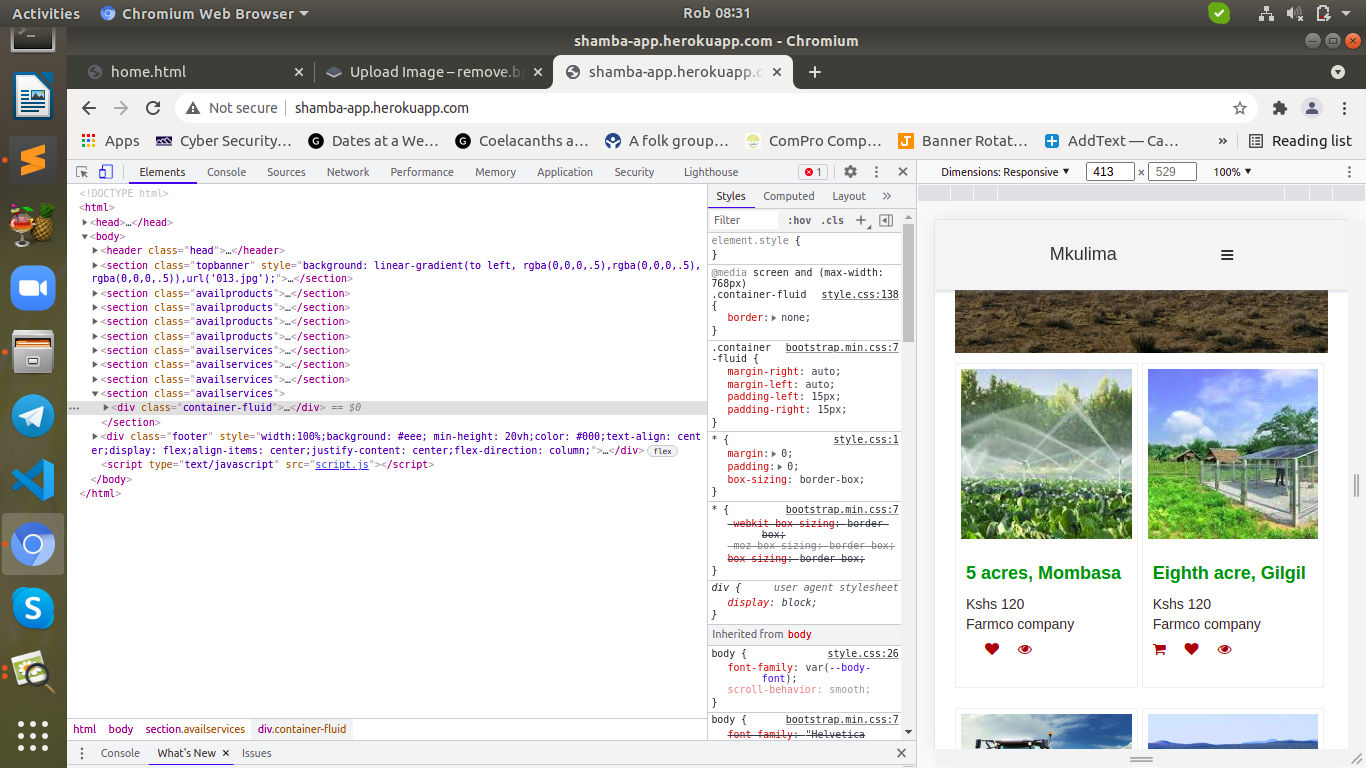 Activities Chromium Web Browser Rob 08:31
shamba-app.herokuapp.com - Chromium
home.html Upload Image – remove.b shamba-app.herokuapp.c
Not secure shamba-app.herokuapp.com
Apps Cyber Security… Dates at a We… Coelacanths a… A folk group… ComPro Comp… Banner Rotat… AddText — Ca… » Reading list
Elements Console Sources Network Performance Memory Application Security Lighthouse 1
Dimensions: Responsive 413 × 529 100%
<!DOCTYPE html>
<html>
<head>…</head>
<body>
<header class="head">…</header>
<section class="topbanner" style="background: linear-gradient(to left, rgba(0,0,0,.5),rgba(0,0,0,.5),
rgba(0,0,0,.5)),url('013.jpg');">…</section>
<section class="availproducts">…</section>
<section class="availproducts">…</section>
<section class="availproducts">…</section>
<section class="availproducts">…</section>
<section class="availservices">…</section>
<section class="availservices">…</section>
<section class="availservices">…</section>
<section class="availservices">
… <div class="container-fluid">…</div> == $0
</section>
<div class="footer" style="width:100%;background: #eee; min-height: 20vh;color: #000;text-align: cent
er;display: flex;align-items: center;justify-content: center;flex-direction: column;">…</div> flex
<script type="text/javascript" src="script.js"></script>
</body>
</html>
html body section.availservices div.container-fluid
Console What's New Issues
Styles Computed Layout »
Filter :hov .cls
element.style {
}
@media screen and (max-width:
768px)
.container-fluid style.css:138
{
border: none;
}
.container bootstrap.min.css:7
-fluid {
margin-right: auto;
margin-left: auto;
padding-left: 15px;
padding-right: 15px;
}
* { style.css:1
margin: 0;
padding: 0;
box-sizing: border-box;
}
* { bootstrap.min.css:7
-webkit-box-sizing: border-
box;
-moz-box-sizing: border-box;
box-sizing: border-box;
}
div { user agent stylesheet
display: block;
}
Inherited from body
body { style.css:26
font-family: var(--body-
font);
scroll-behavior: smooth;
}
body { bootstrap.min.css:7
font-family: "Helvetica
Mkulima
5 acres, Mombasa
Kshs 120
Farmco company
Eighth acre, Gilgil
Kshs 120
Farmco company